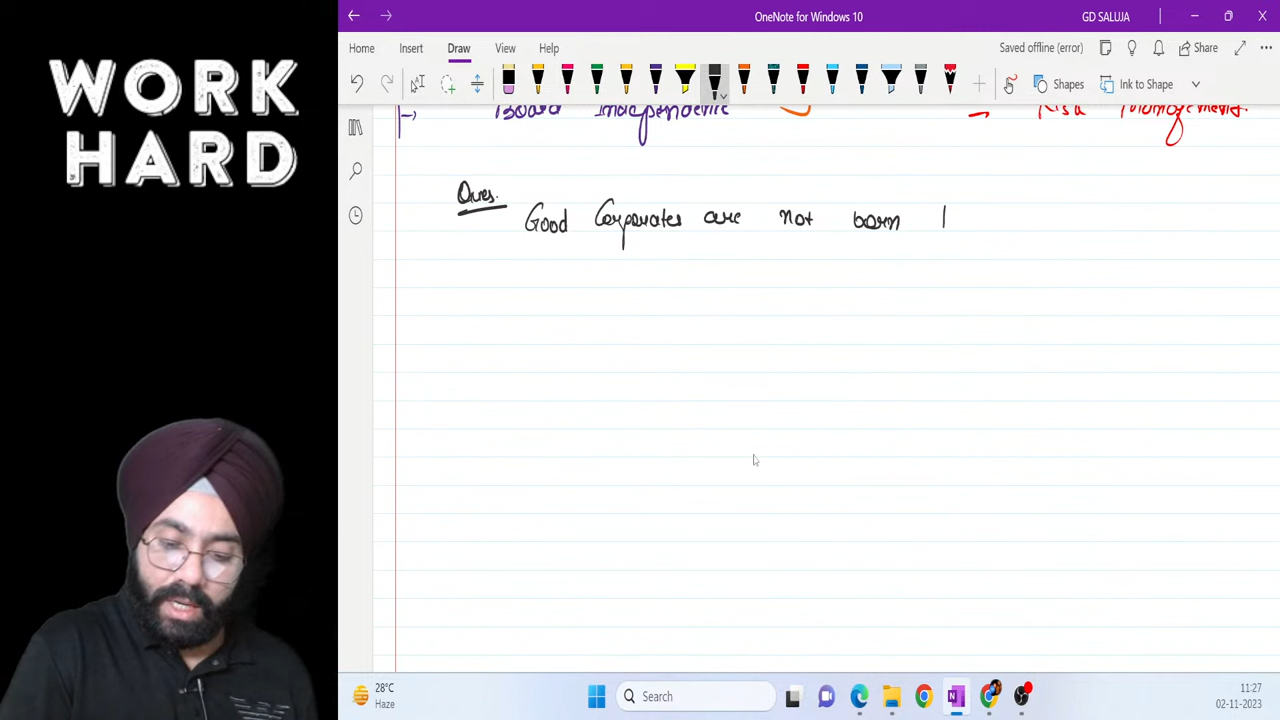 WORK
HARD
OneNote for Windows 10
GD SALUJA
Home Insert Draw View Help
Saved offline (error)
Share
Shapes
Ink to Shape
Board Independence
Risk Management.
Ques.
Good Corporates are not born
28°C
Haze
Search
11:27
02-11-2023